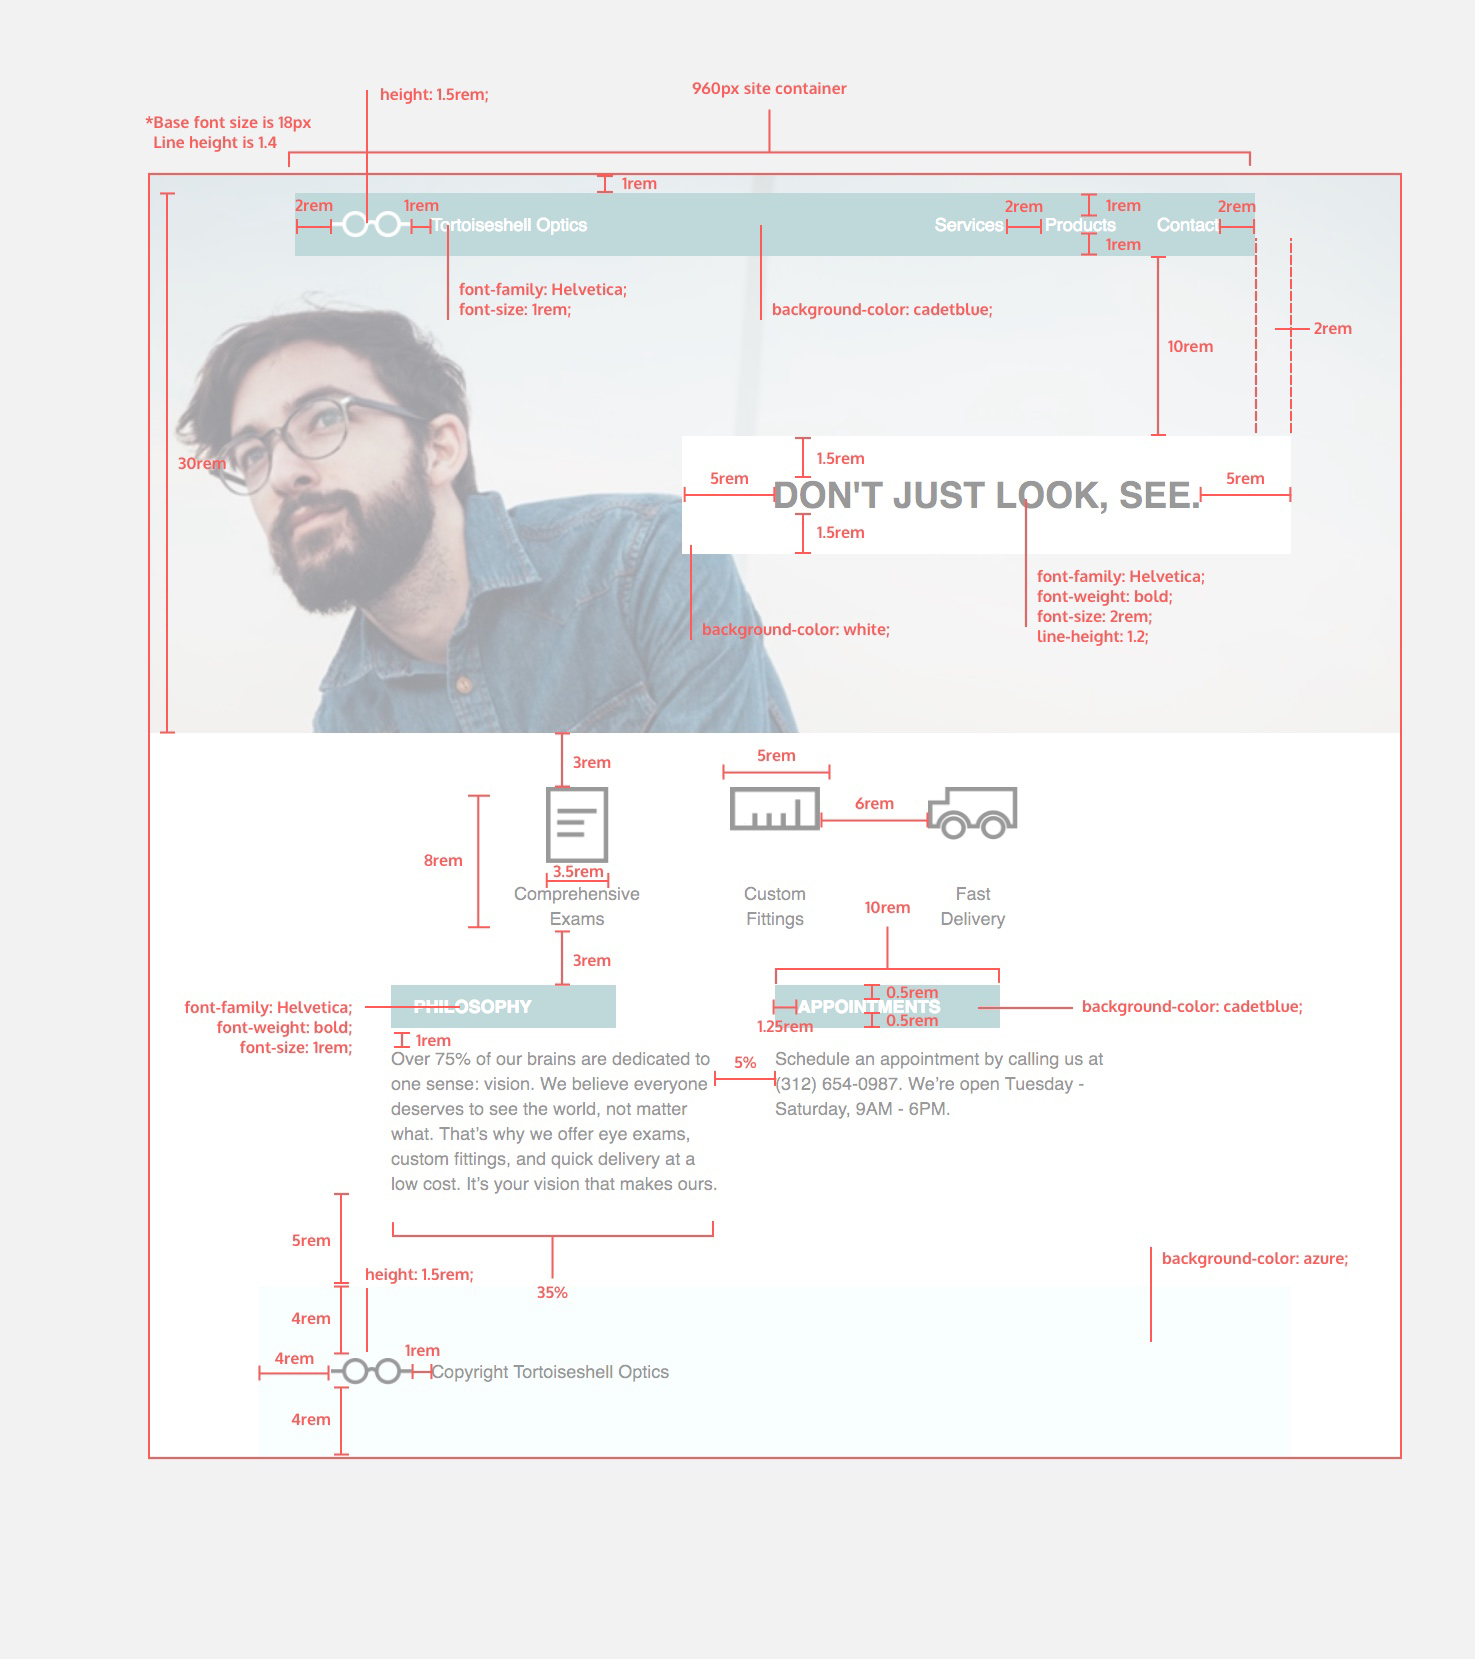 height: 1.5rem;
960px site container
*Base font size is 18px
Line height is 1.4
1rem
2rem
1rem
Tortoiseshell Optics
Services
2rem
Products
1rem
1rem
Contact
2rem
font-family: Helvetica;
font-size: 1rem;
background-color: cadetblue;
10rem
2rem
30rem
1.5rem
5rem
DON'T JUST LOOK, SEE.
5rem
1.5rem
font-family: Helvetica;
font-weight: bold;
font-size: 2rem;
line-height: 1.2;
background-color: white;
3rem
5rem
6rem
8rem
3.5rem
Comprehensive
Exams
Custom
Fittings
Fast
Delivery
10rem
3rem
font-family: Helvetica;
font-weight: bold;
font-size: 1rem;
PHILOSOPHY
1rem
0.5rem
APPOINTMENTS
0.5rem
1.25rem
background-color: cadetblue;
Over 75% of our brains are dedicated to
one sense: vision. We believe everyone
deserves to see the world, not matter
what. That’s why we offer eye exams,
custom fittings, and quick delivery at a
low cost. It’s your vision that makes ours.
5%
Schedule an appointment by calling us at
(312) 654-0987. We’re open Tuesday -
Saturday, 9AM - 6PM.
5rem
35%
height: 1.5rem;
background-color: azure;
4rem
4rem
1rem
Copyright Tortoiseshell Optics
4rem